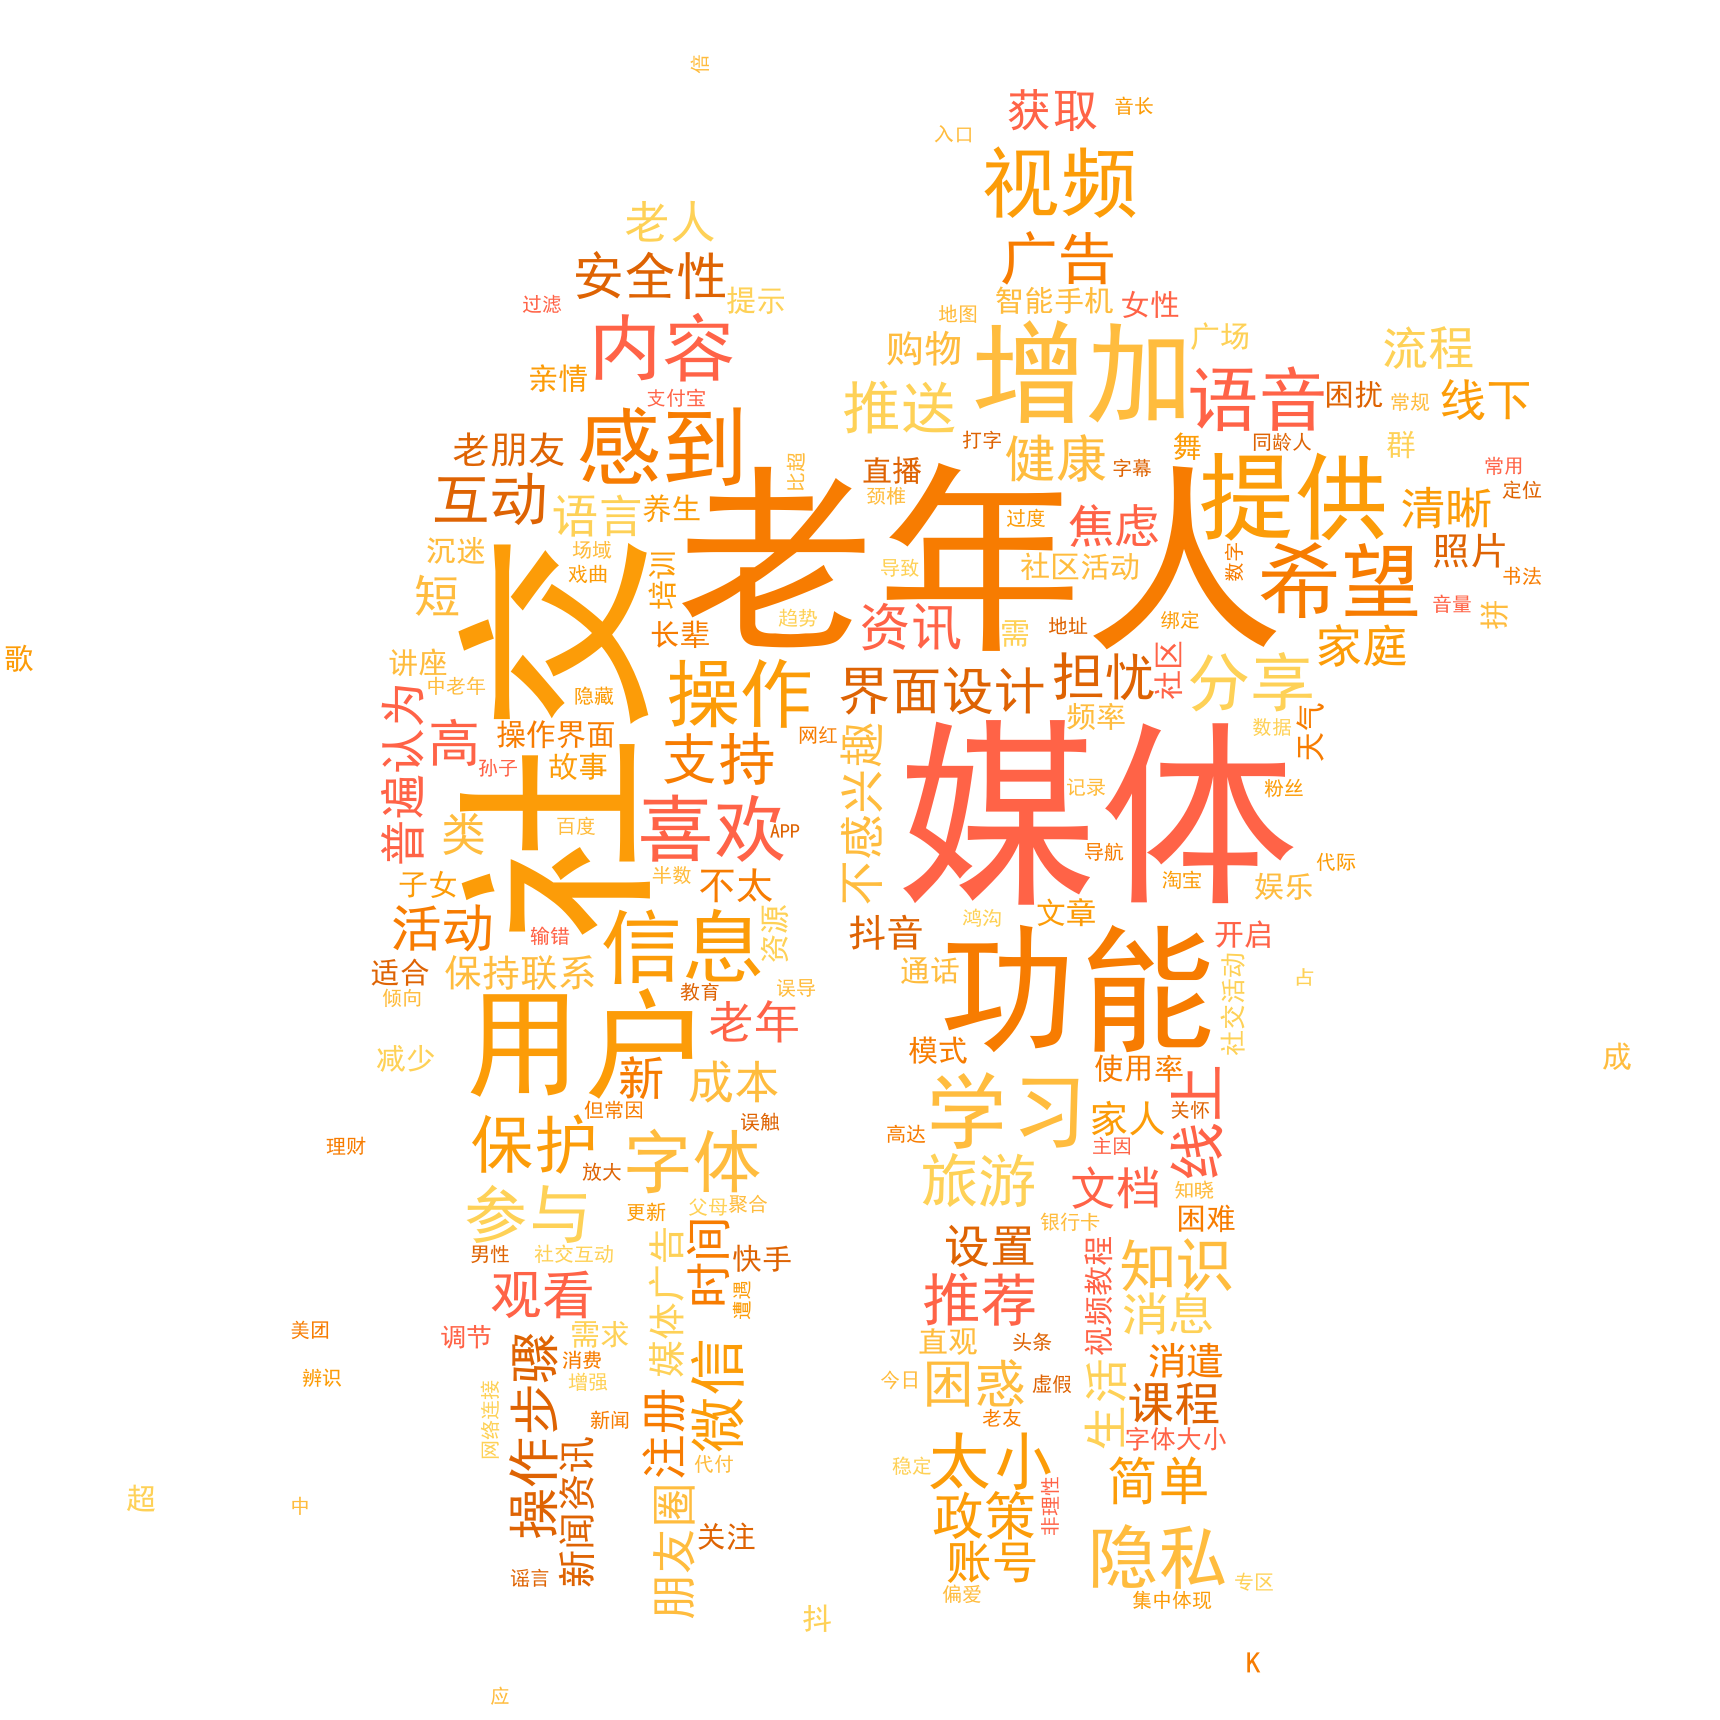 倍
获取
音长
入口
视频
老人
广告
安全性
提示
过滤
智能手机
女性
地图
内容
增加
购物
广场
流程
亲情
支付宝
推送
语音
困扰
常规
线下
感到
老朋友
打字
健康
舞
同龄人
群
比超
直播
字幕
提供
常用
定位
互动
语言
养生
颈椎
老年人
过度
焦虑
清晰
沉迷
场域
戏曲
培训
导致
社区活动
数字
希望
照片
书法
短
趋势
资讯
需
地址
绑定
音量
拼
歌
长辈
家庭
讲座
中老年
隐藏
社交
操作
界面设计
担忧
社区
分享
普遍认为
高
操作界面
网红
频率
数据
天气
孙子
故事
支持
不感兴趣
媒体
记录
粉丝
类
百度
喜欢
APP
导航
代际
子女
半数
不太
淘宝
娱乐
活动
输错
信息
资源
抖音
鸿沟
文章
开启
适合
保持联系
通话
功能
社交活动
占
倾向
教育
误导
用户
老年
减少
新
成本
模式
使用率
成
但常因
误触
学习
家人
关怀
线上
理财
保护
放大
字体
高达
主因
参与
更新
父母
聚合
旅游
文档
知晓
男性
社交互动
媒体广告
时间
快手
设置
银行卡
困难
观看
遭遇
推荐
视频教程
知识
消息
美团
调节
需求
直观
头条
辨识
操作步骤
消费
增强
微信
今日
困惑
虚假
生活
消遣
课程
网络连接
新闻
注册
老友
字体大小
新闻资讯
代付
稳定
太小
非理性
简单
超
中
朋友圈
关注
政策
谣言
账号
隐私
偏爱
专区
集中体现
抖
K
应